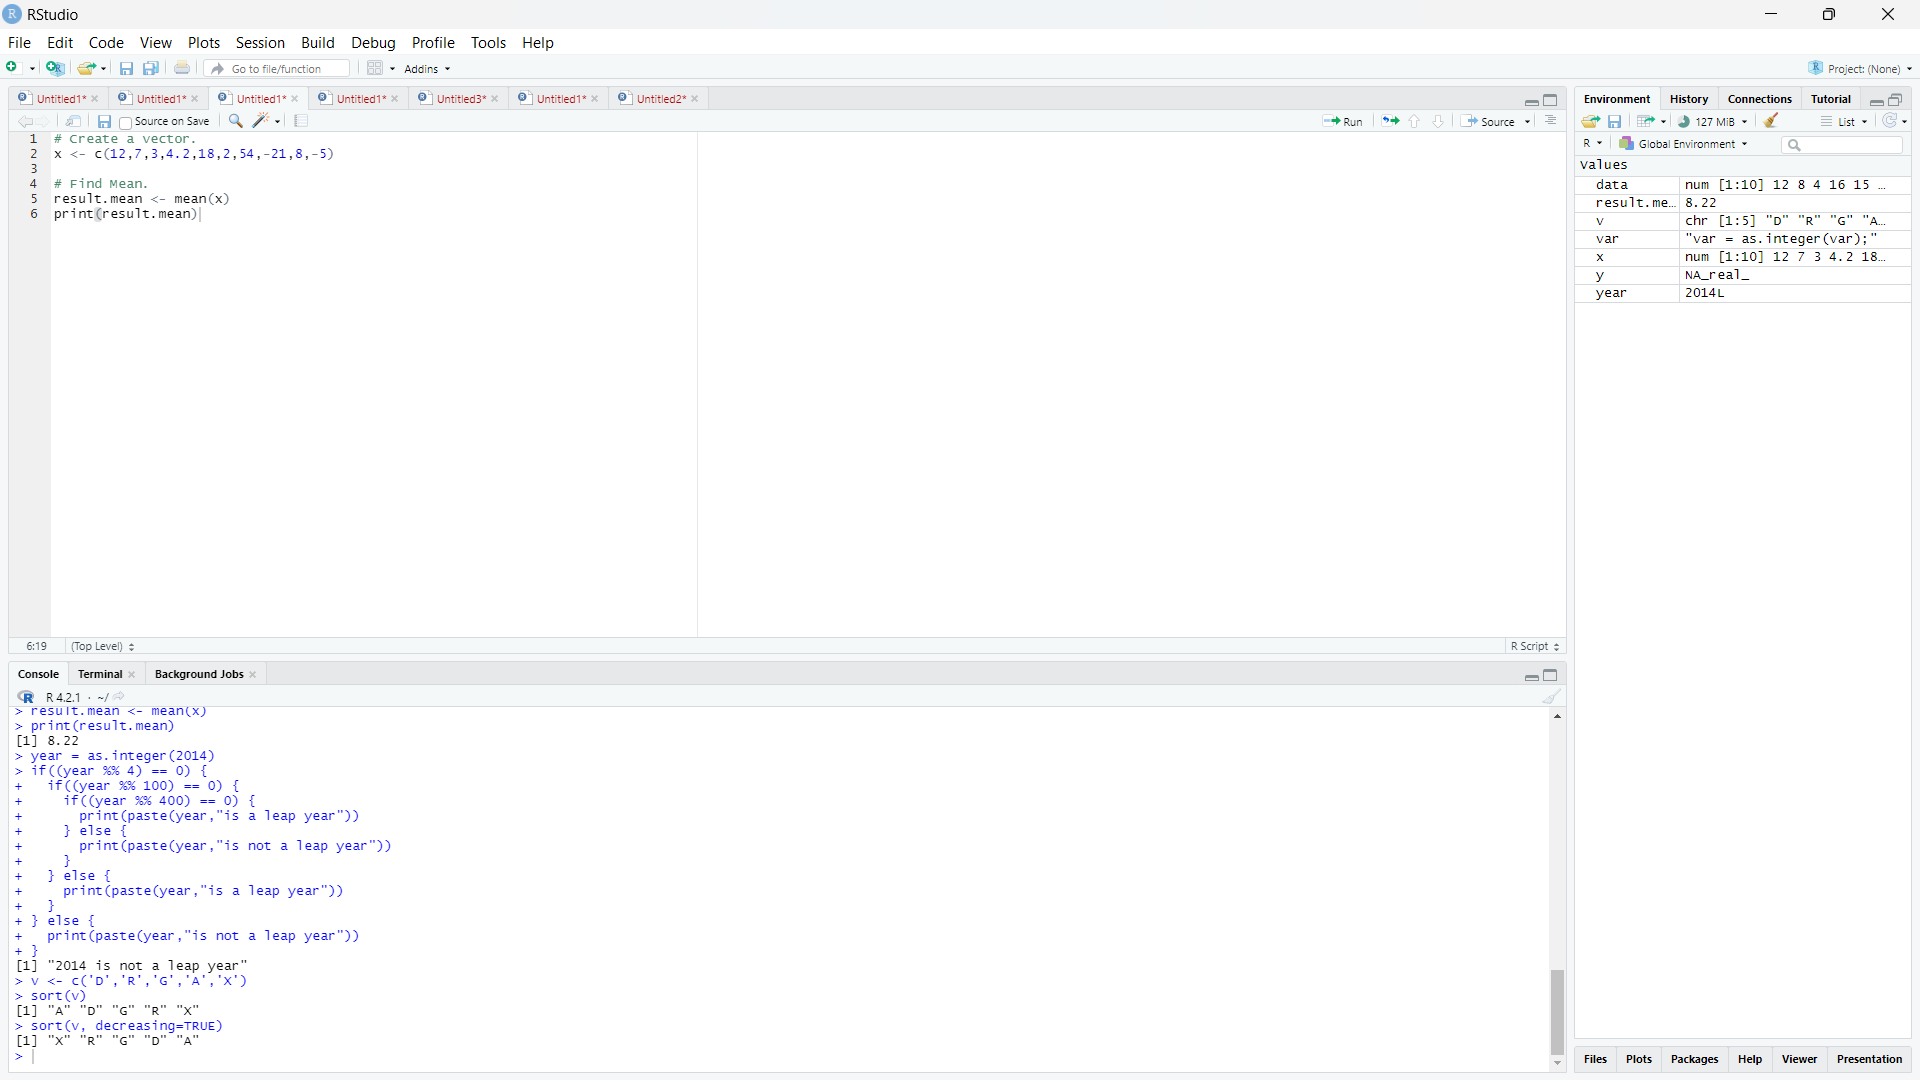 RStudio
File Edit Code View Plots Session Build Debug Profile Tools Help
Go to file/function Addins Project: (None)
Untitled1* Untitled1* Untitled1* Untitled1* Untitled3* Untitled1* Untitled2*
Source on Save Run Source
1 # Create a vector.
2 x <- c(12,7,3,4.2,18,2,54,-21,8,-5)
3
4 # Find Mean.
5 result.mean <- mean(x)
6 print(result.mean)
6:19 (Top Level) R Script
Console Terminal Background Jobs
R 4.2.1 · ~/
> result.mean <- mean(x)
> print(result.mean)
[1] 8.22
> year = as.integer(2014)
> if((year %% 4) == 0) {
+   if((year %% 100) == 0) {
+     if((year %% 400) == 0) {
+       print(paste(year,"is a leap year"))
+     } else {
+       print(paste(year,"is not a leap year"))
+     }
+   } else {
+     print(paste(year,"is a leap year"))
+   }
+ } else {
+   print(paste(year,"is not a leap year"))
+ }
[1] "2014 is not a leap year"
> v <- c('D','R','G','A','X')
> sort(v)
[1] "A" "D" "G" "R" "X"
> sort(v, decreasing=TRUE)
[1] "X" "R" "G" "D" "A"
>
Environment History Connections Tutorial
127 MiB List
R Global Environment
Values
data num [1:10] 12 8 4 16 15 …
result.me… 8.22
v chr [1:5] "D" "R" "G" "A…
var "var = as.integer(var);"
x num [1:10] 12 7 3 4.2 18…
y NA_real_
year 2014L
Files Plots Packages Help Viewer Presentation